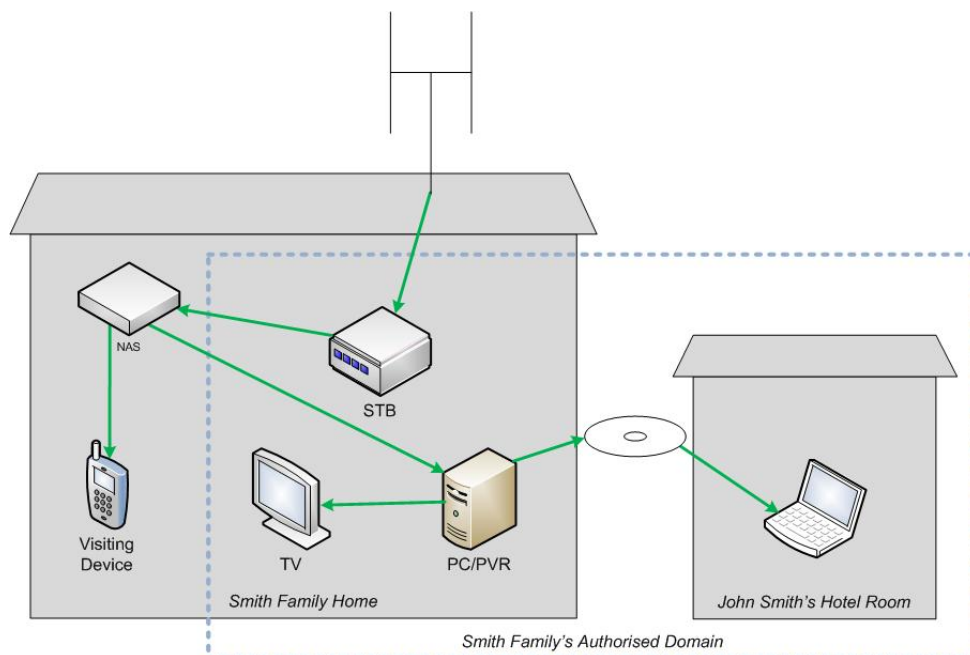 NAS
STB
Visiting
Device
TV
PC/PVR
Smith Family Home
John Smith's Hotel Room
Smith Family's Authorised Domain